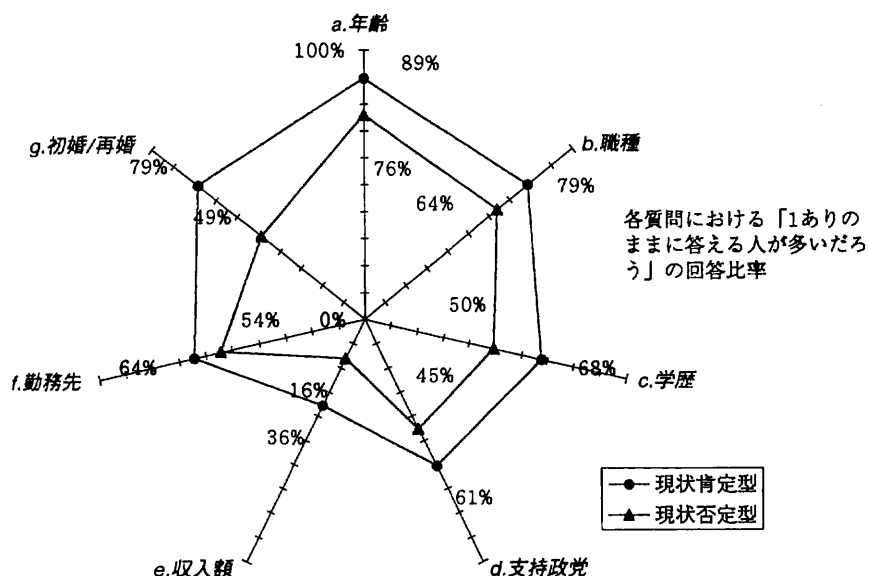 a.年齢
100%
89%
g.初婚/再婚
79%
b.職種
79%
76%
64%
49%
各質問における「1ありの
ままに答える人が多いだろ
う」の回答比率
50%
54%
0%
f.勤務先
64%
68%
c.学歴
45%
16%
36%
61%
現状肯定型
現状否定型
e.収入額
d.支持政党